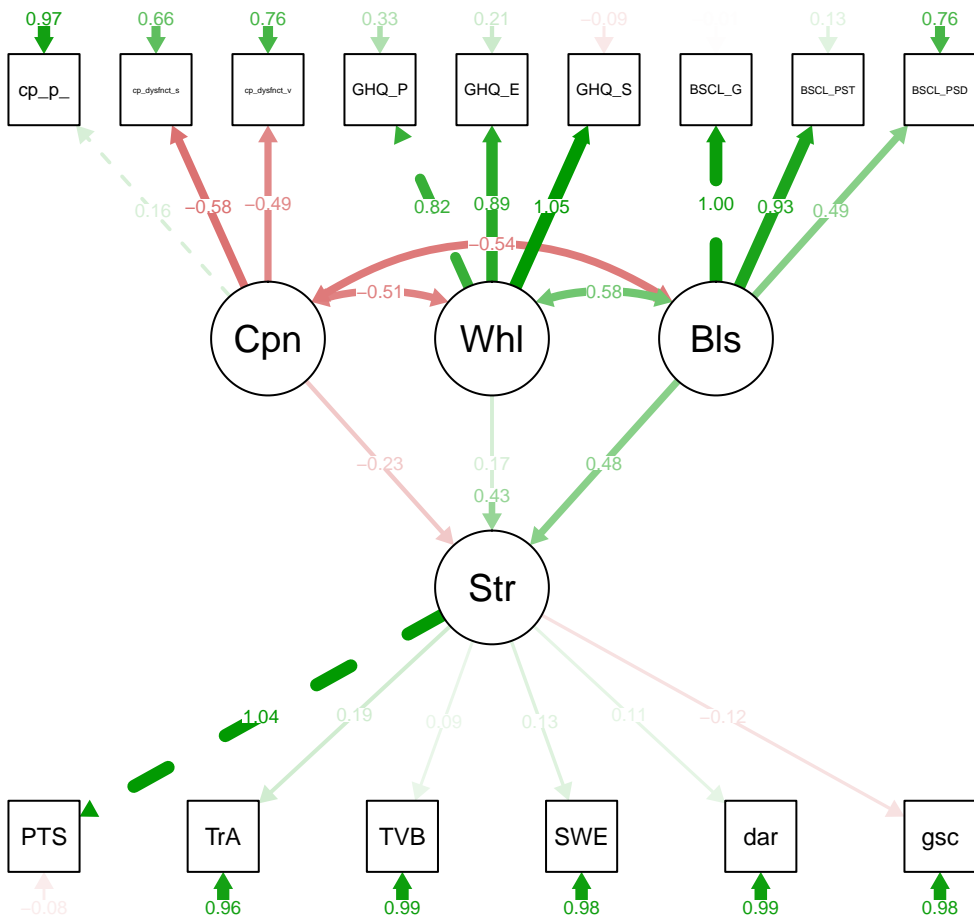 0.97 0.66 0.76 0.33 0.21 −0.09 0.01 0.13 0.76
cp_p_ cp_dysfnct_s cp_dysfnct_v GHQ_P GHQ_E GHQ_S BSCL_G BSCL_PST BSCL_PSD
0.16 −0.58 −0.49 0.82 0.89 1.05 1.00 0.93 0.49
−0.54
−0.51 0.58
Cpn Whl Bls
−0.23 0.17 0.48
0.43
Str
1.04 0.19 0.09 0.13 0.11 −0.12
PTS TrA TVB SWE dar gsc
−0.08 0.96 0.99 0.98 0.99 0.98